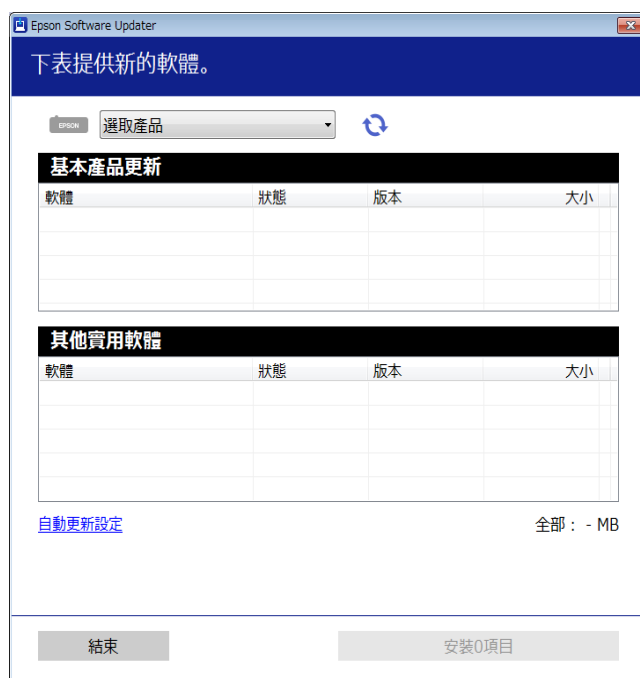 Epson Software Updater
下表提供新的軟體。
EPSON 選取產品
基本產品更新
軟體 狀態 版本 大小
其他實用軟體
軟體 狀態 版本 大小
自動更新設定 全部： - MB
結束 安裝0項目